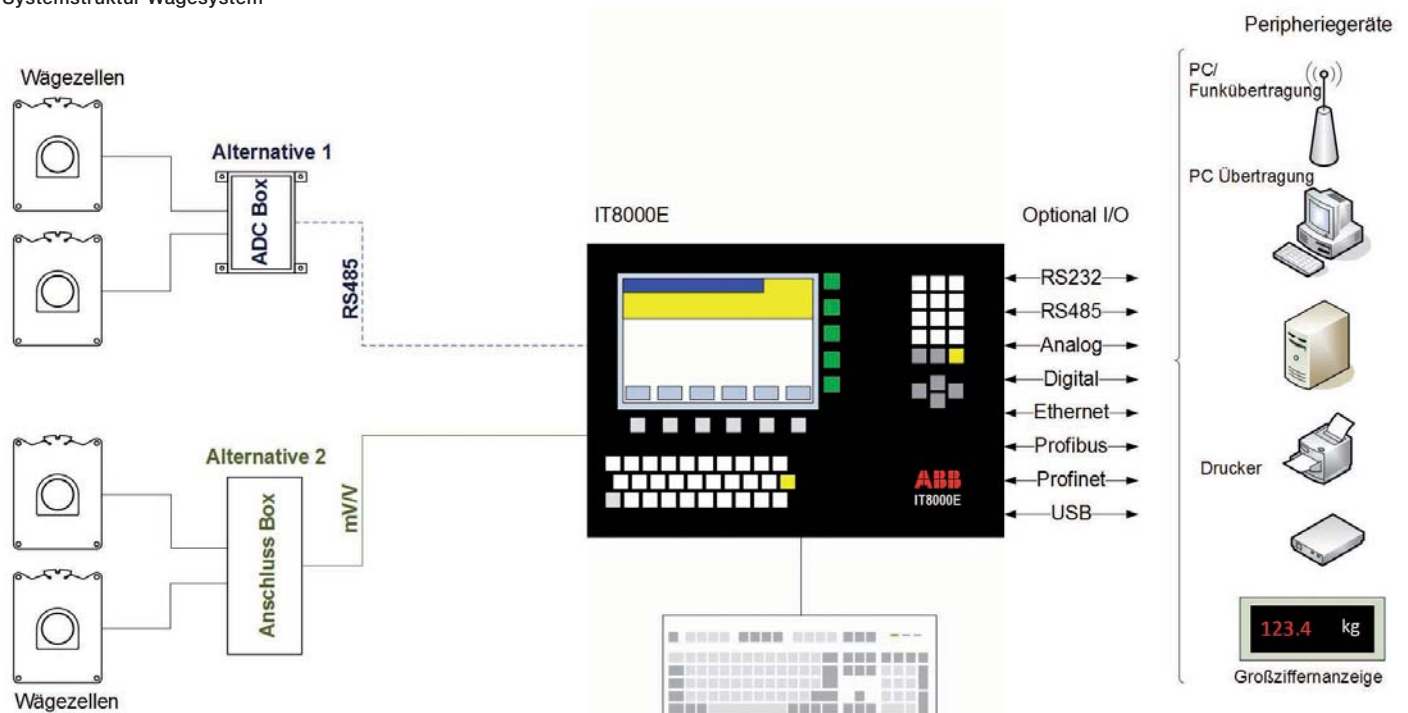 Systemstruktur Wägesystem
Peripheriegeräte
Wägezellen
PC/
Funkübertragung
Alternative 1
ADC Box
RS485
PC Übertragung
IT8000E
Optional I/O
RS232
RS485
Analog
Digital
Ethernet
Profibus
Profinet
USB
Alternative 2
Anschluss Box
mV/V
ABB
IT8000E
Drucker
123.4 kg
Großziffernanzeige
Wägezellen